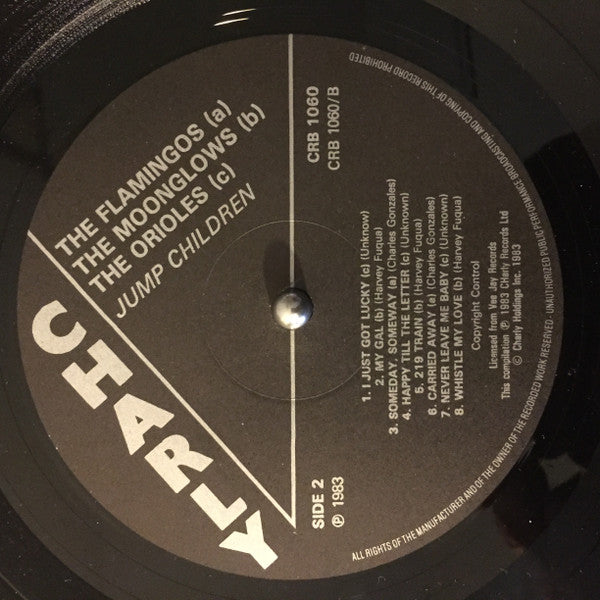 CHARLY
THE FLAMINGOS (a)
THE MOONGLOWS (b)
THE ORIOLES (c)
JUMP CHILDREN
CRB 1060
CRB 1060/B
SIDE 2
℗ 1983
1. I JUST GOT LUCKY (c) (Unknow)
2. MY GAL (b) (Harvey Fuqua)
3. SOMEDAY, SOMEWAY (a) (Charles Gonzales)
4. HAPPY TILL THE LETTER (c) (Unknown)
5. 219 TRAIN (b) (Harvey Fuqua)
6. CARRIED AWAY (a) (Charles Gonzales)
7. NEVER LEAVE ME BABY (c) (Unknown)
8. WHISTLE MY LOVE (b) (Harvey Fuqua)
Copyright Control
Licensed from Vee Jay Records
This compilation ℗ 1983 CHarly Records Ltd
© Charly Holdings Inc. 1983
ALL RIGHTS OF THE MANUFACTURER AND OF THE OWNER OF THE RECORDED WORK RESERVED · UNAUTHORIZED PUBLIC PERFORMANCE BROADCASTING AND COPYING OF THIS RECORD PROHIBITED